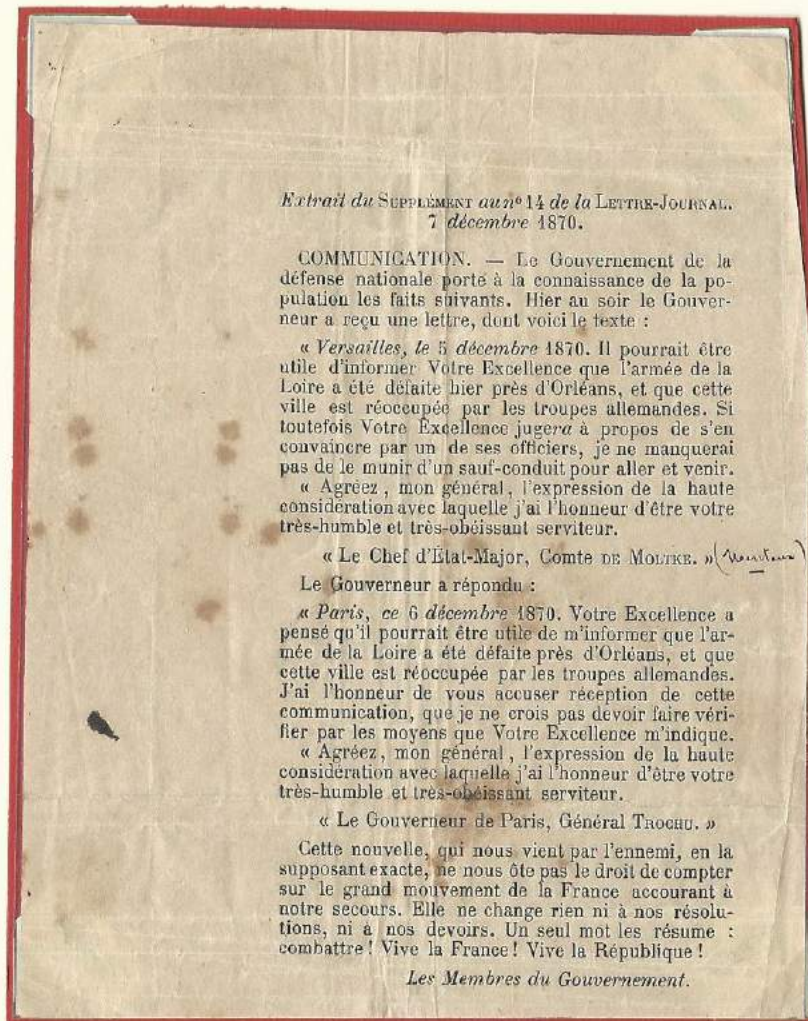 Extrait du SUPPLÉMENT au nº 14 de la LETTRE-JOURNAL.
7 décembre 1870.
COMMUNICATION. — Le Gouvernement de la
défense nationale porte à la connaissance de la po-
pulation les faits suivants. Hier au soir le Gouver-
neur a reçu une lettre, dont voici le texte :
« Versailles, le 5 décembre 1870. Il pourrait être
utile d'informer Votre Excellence que l'armée de la
Loire a été défaite hier près d'Orléans, et que cette
ville est réoccupée par les troupes allemandes. Si
toutefois Votre Excellence jugera à propos de s'en
convaincre par un de ses officiers, je ne manquerai
pas de le munir d'un sauf-conduit pour aller et venir.
« Agréez, mon général, l'expression de la haute
considération avec laquelle j'ai l'honneur d'être votre
très-humble et très-obéissant serviteur.
« Le Chef d'État-Major, Comte DE MOLTKE. »
Le Gouverneur a répondu :
« Paris, ce 6 décembre 1870. Votre Excellence a
pensé qu'il pourrait être utile de m'informer que l'ar-
mée de la Loire a été défaite près d'Orléans, et que
cette ville est réoccupée par les troupes allemandes.
J'ai l'honneur de vous accuser réception de cette
communication, que je ne crois pas devoir faire véri-
fier par les moyens que Votre Excellence m'indique.
« Agréez, mon général, l'expression de la haute
considération avec laquelle j'ai l'honneur d'être votre
très-humble et très-obéissant serviteur.
« Le Gouverneur de Paris, Général TROCHU. »
Cette nouvelle, qui nous vient par l'ennemi, en la
supposant exacte, ne nous ôte pas le droit de compter
sur le grand mouvement de la France accourant à
notre secours. Elle ne change rien ni à nos résolu-
tions, ni à nos devoirs. Un seul mot les résume :
combattre ! Vive la France ! Vive la République !
Les Membres du Gouvernement.